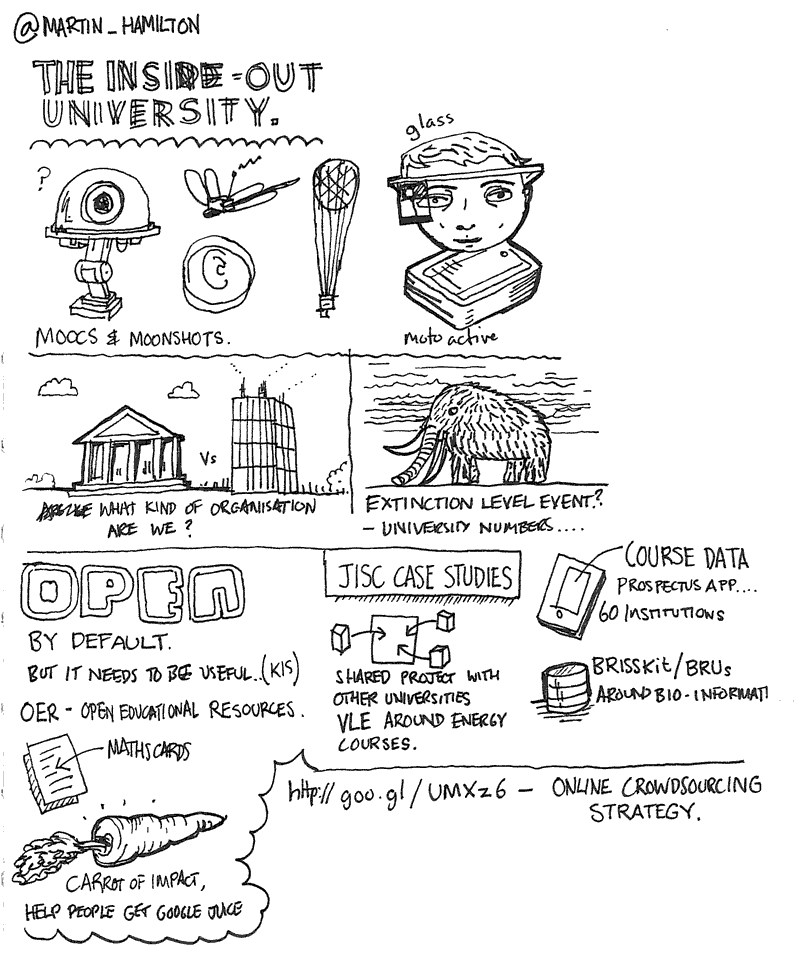 @MARTIN_HAMILTON
THE INSIDE-OUT
UNIVERSITY.
glass
?
C
MOOCS & MOONSHOTS.
moto active
Vs
WHAT KIND OF ORGANISATION
ARE WE?
EXTINCTION LEVEL EVENT?
- UNIVERSITY NUMBERS....
OPEN
BY DEFAULT.
BUT IT NEEDS TO BE USEFUL..(KIS)
OER - OPEN EDUCATIONAL RESOURCES.
MATHS CARDS
CARROT OF IMPACT,
HELP PEOPLE GET GOOGLE JUICE
JISC CASE STUDIES
SHARED PROJECT WITH
OTHER UNIVERSITIES
VLE AROUND ENERGY
COURSES.
COURSE DATA
PROSPECTUS APP....
60 INSTITUTIONS
BRISSKIT/BRUs
AROUND BIO-INFORMATI
http://goo.gl/UMXz6 - ONLINE CROWDSOURCING
STRATEGY.